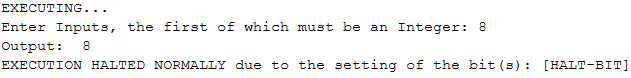 EXECUTING...
Enter Inputs, the first of which must be an Integer: 8
Output:  8
EXECUTION HALTED NORMALLY due to the setting of the bit(s): [HALT-BIT]